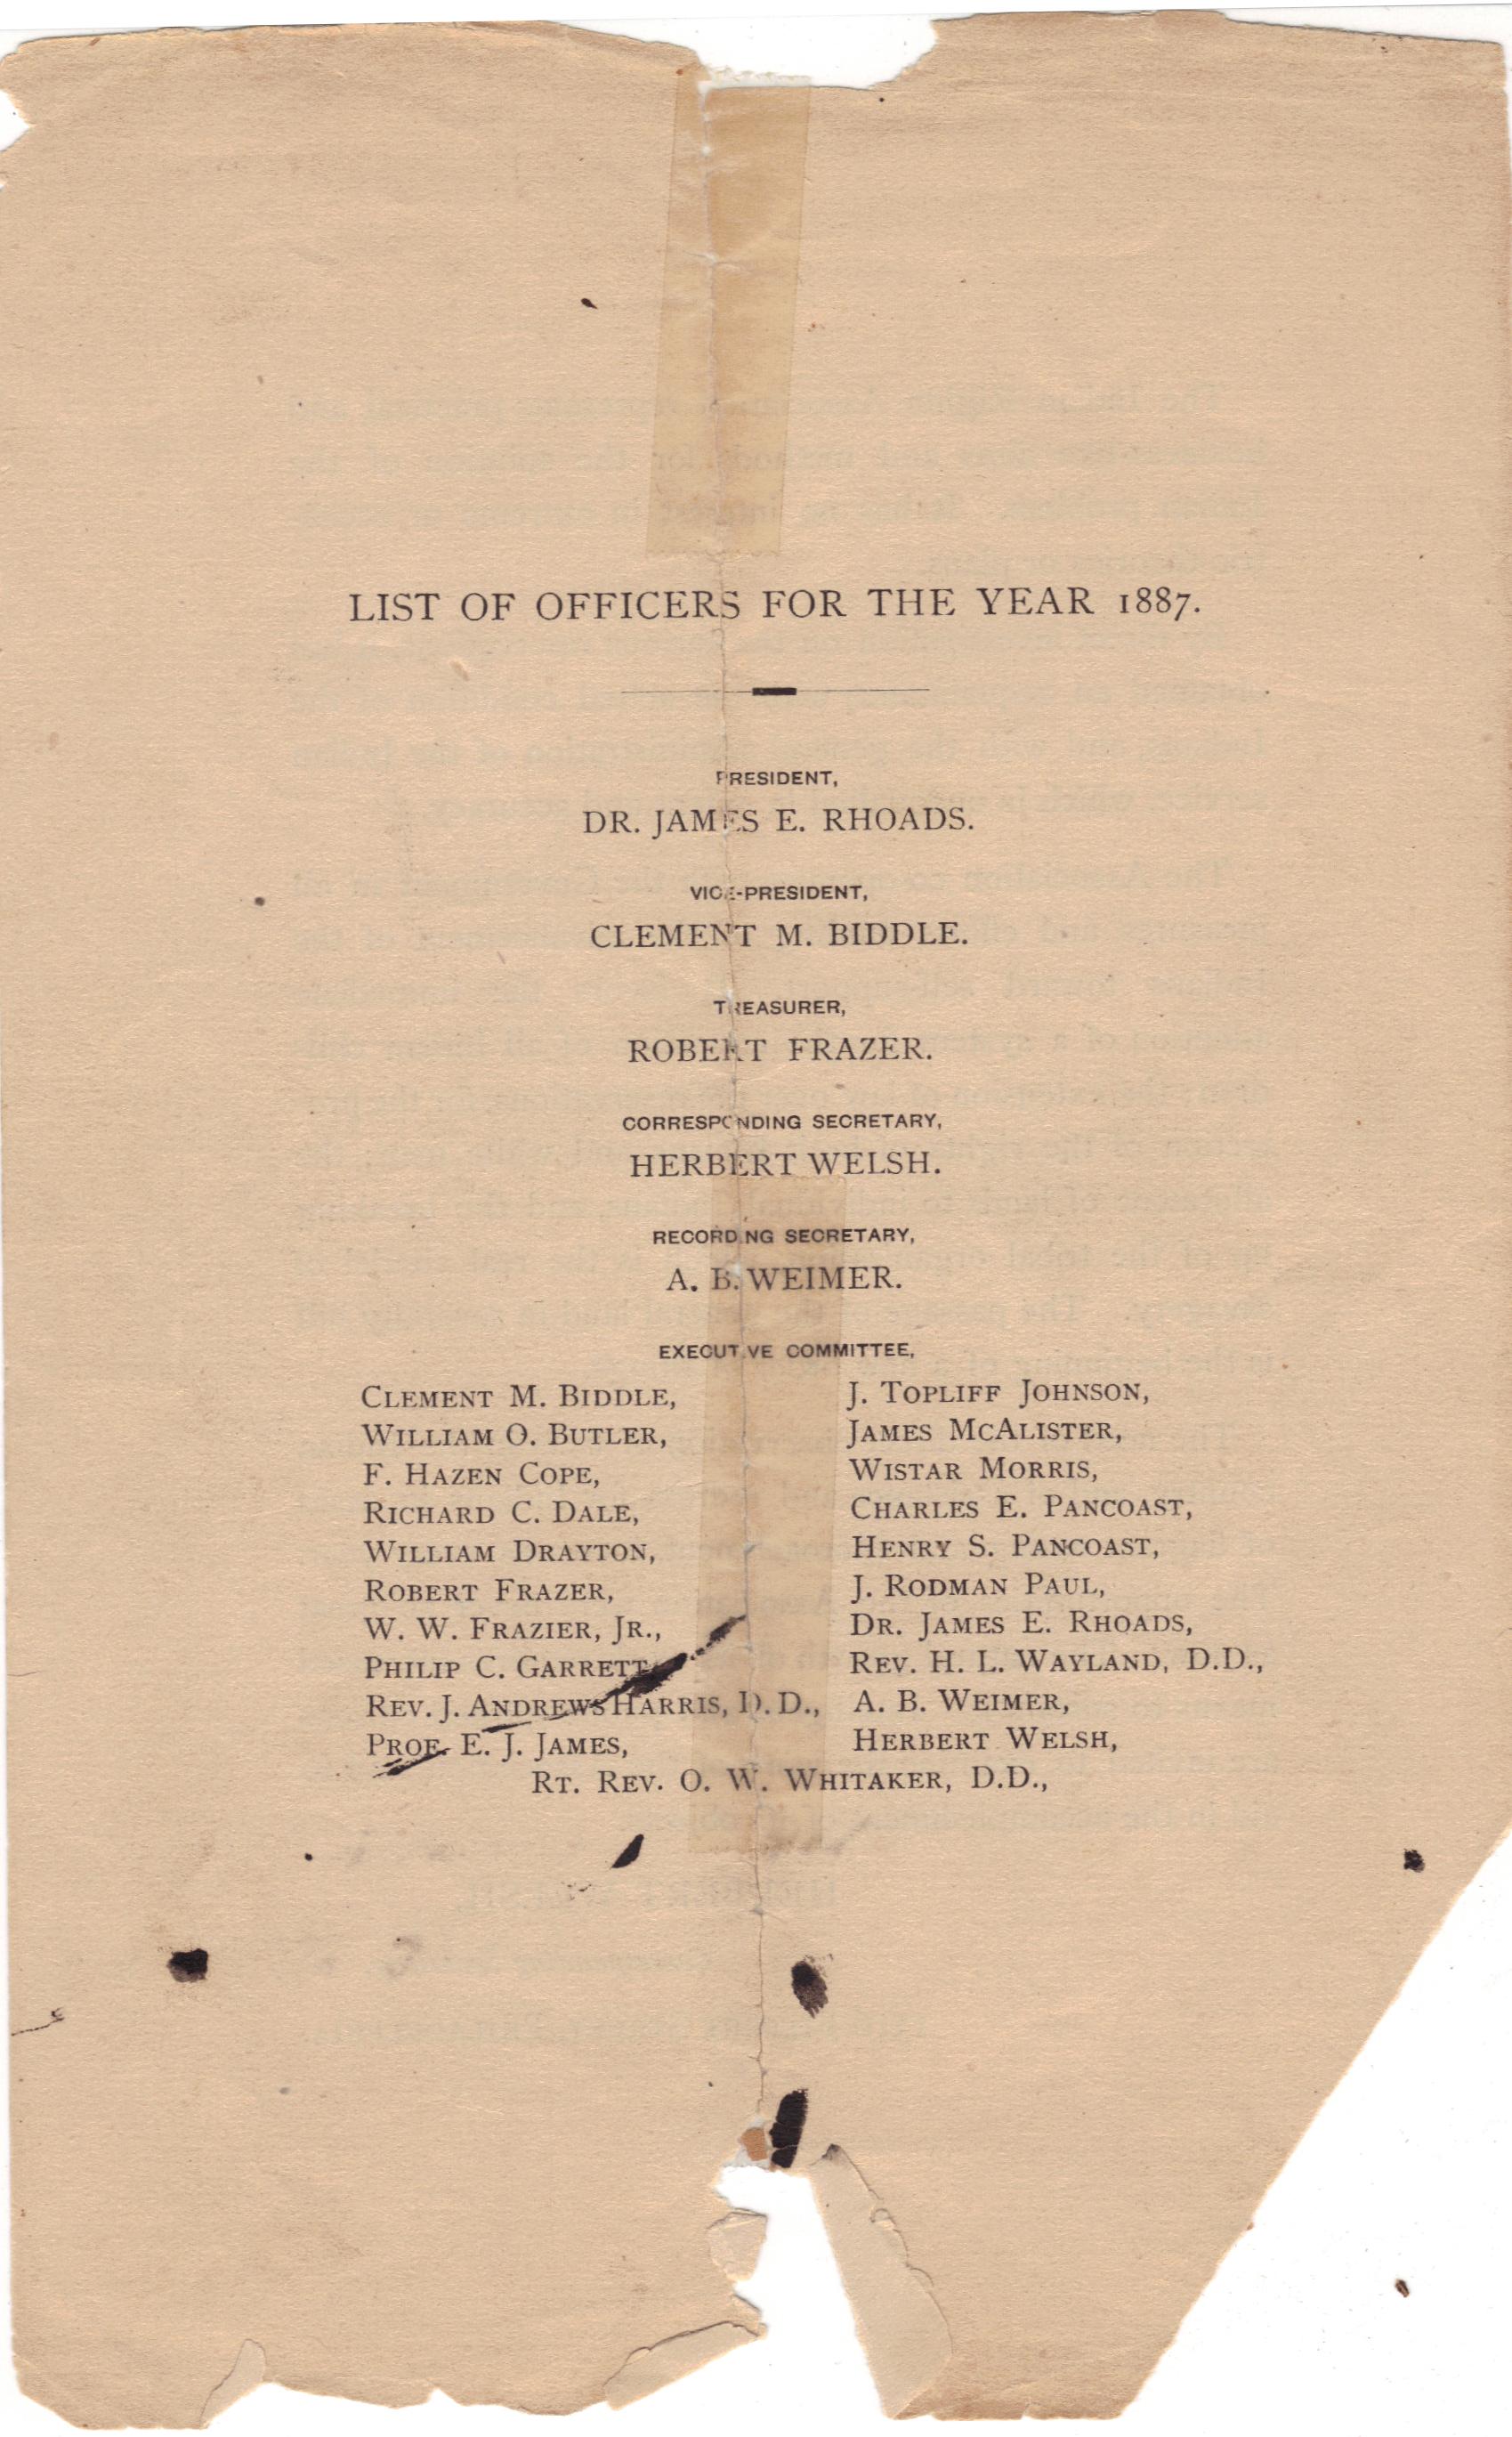 LIST OF OFFICERS FOR THE YEAR 1887.
PRESIDENT,
DR. JAMES E. RHOADS.
VICE-PRESIDENT,
CLEMENT M. BIDDLE.
TREASURER,
ROBERT FRAZER.
CORRESPONDING SECRETARY,
HERBERT WELSH.
RECORDING SECRETARY,
A. B. WEIMER.
EXECUTIVE COMMITTEE,
CLEMENT M. BIDDLE,
WILLIAM O. BUTLER,
F. HAZEN COPE,
RICHARD C. DALE,
WILLIAM DRAYTON,
ROBERT FRAZER,
W. W. FRAZIER, JR.,
PHILIP C. GARRETT,
REV. J. ANDREWS HARRIS, D. D.,
PROF. E. J. JAMES,
J. TOPLIFF JOHNSON,
JAMES MCALISTER,
WISTAR MORRIS,
CHARLES E. PANCOAST,
HENRY S. PANCOAST,
J. RODMAN PAUL,
DR. JAMES E. RHOADS,
REV. H. L. WAYLAND, D.D.,
A. B. WEIMER,
HERBERT WELSH,
RT. REV. O. W. WHITAKER, D.D.,